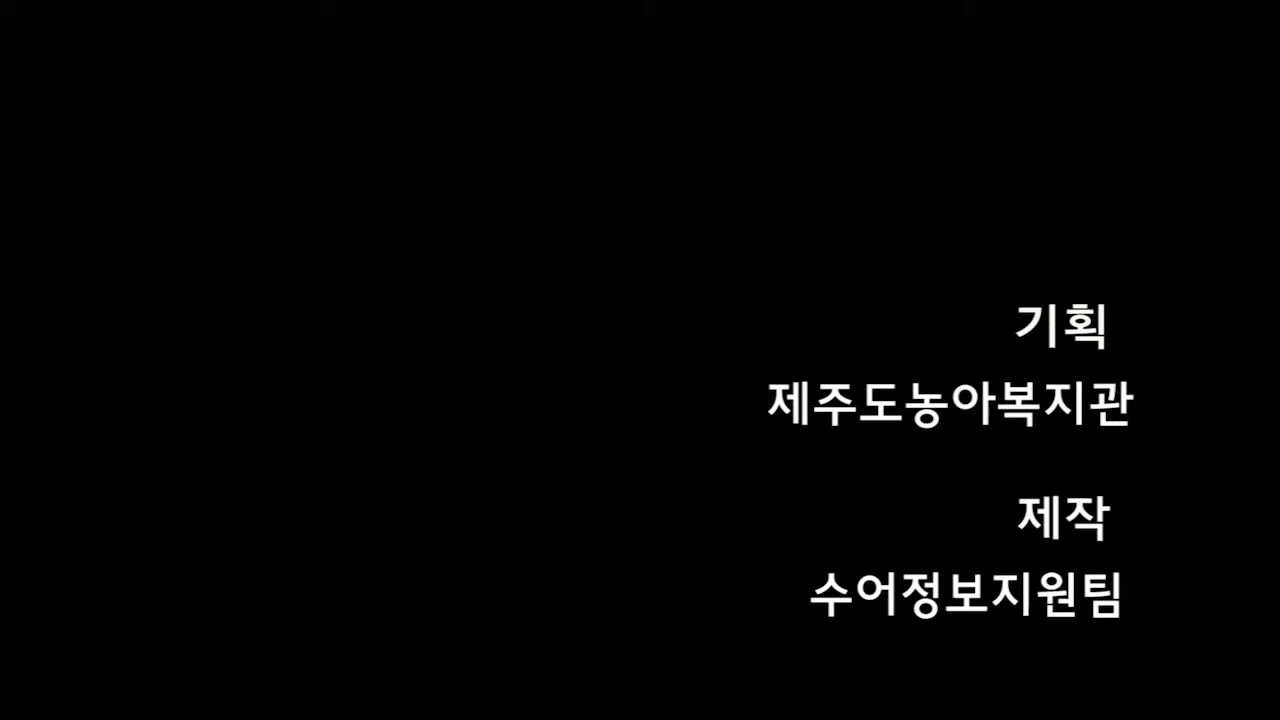 기획
제주도농아복지관
제작
수어정보지원팀